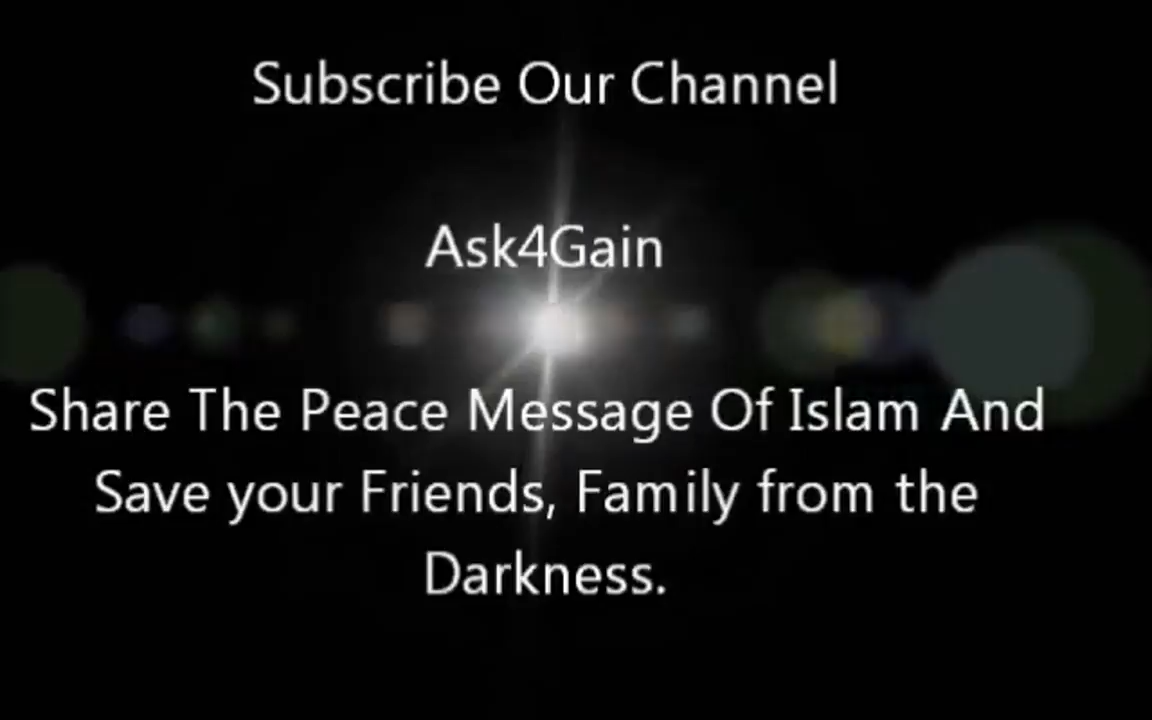 Subscribe Our Channel
Ask4Gain
Share The Peace Message Of Islam And
Save your Friends, Family from the
Darkness.